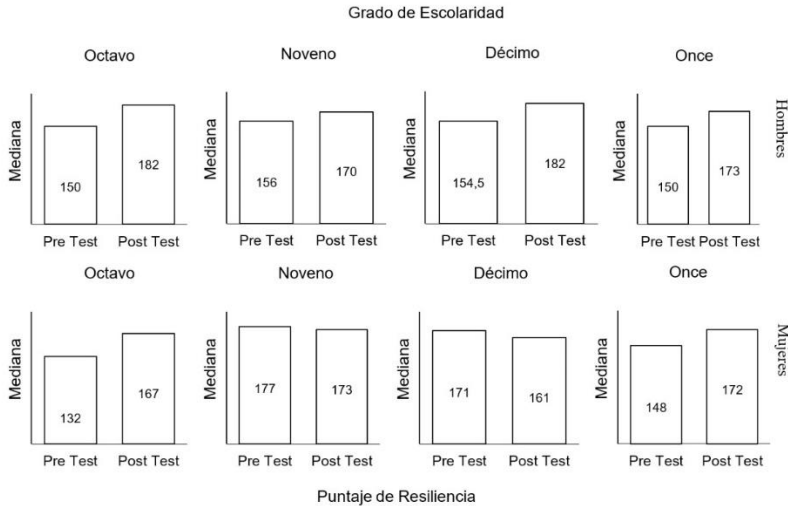 Grado de Escolaridad
Octavo Noveno Décimo Once
Mediana Mediana Mediana Mediana Hombres
150 182 156 170 154,5 182 150 173
Pre Test Post Test Pre Test Post Test Pre Test Post Test Pre Test Post Test
Octavo Noveno Décimo Once
Mediana Mediana Mediana Mediana Mujeres
132 167 177 173 171 161 148 172
Pre Test Post Test Pre Test Post Test Pre Test Post Test Pre Test Post Test
Puntaje de Resiliencia